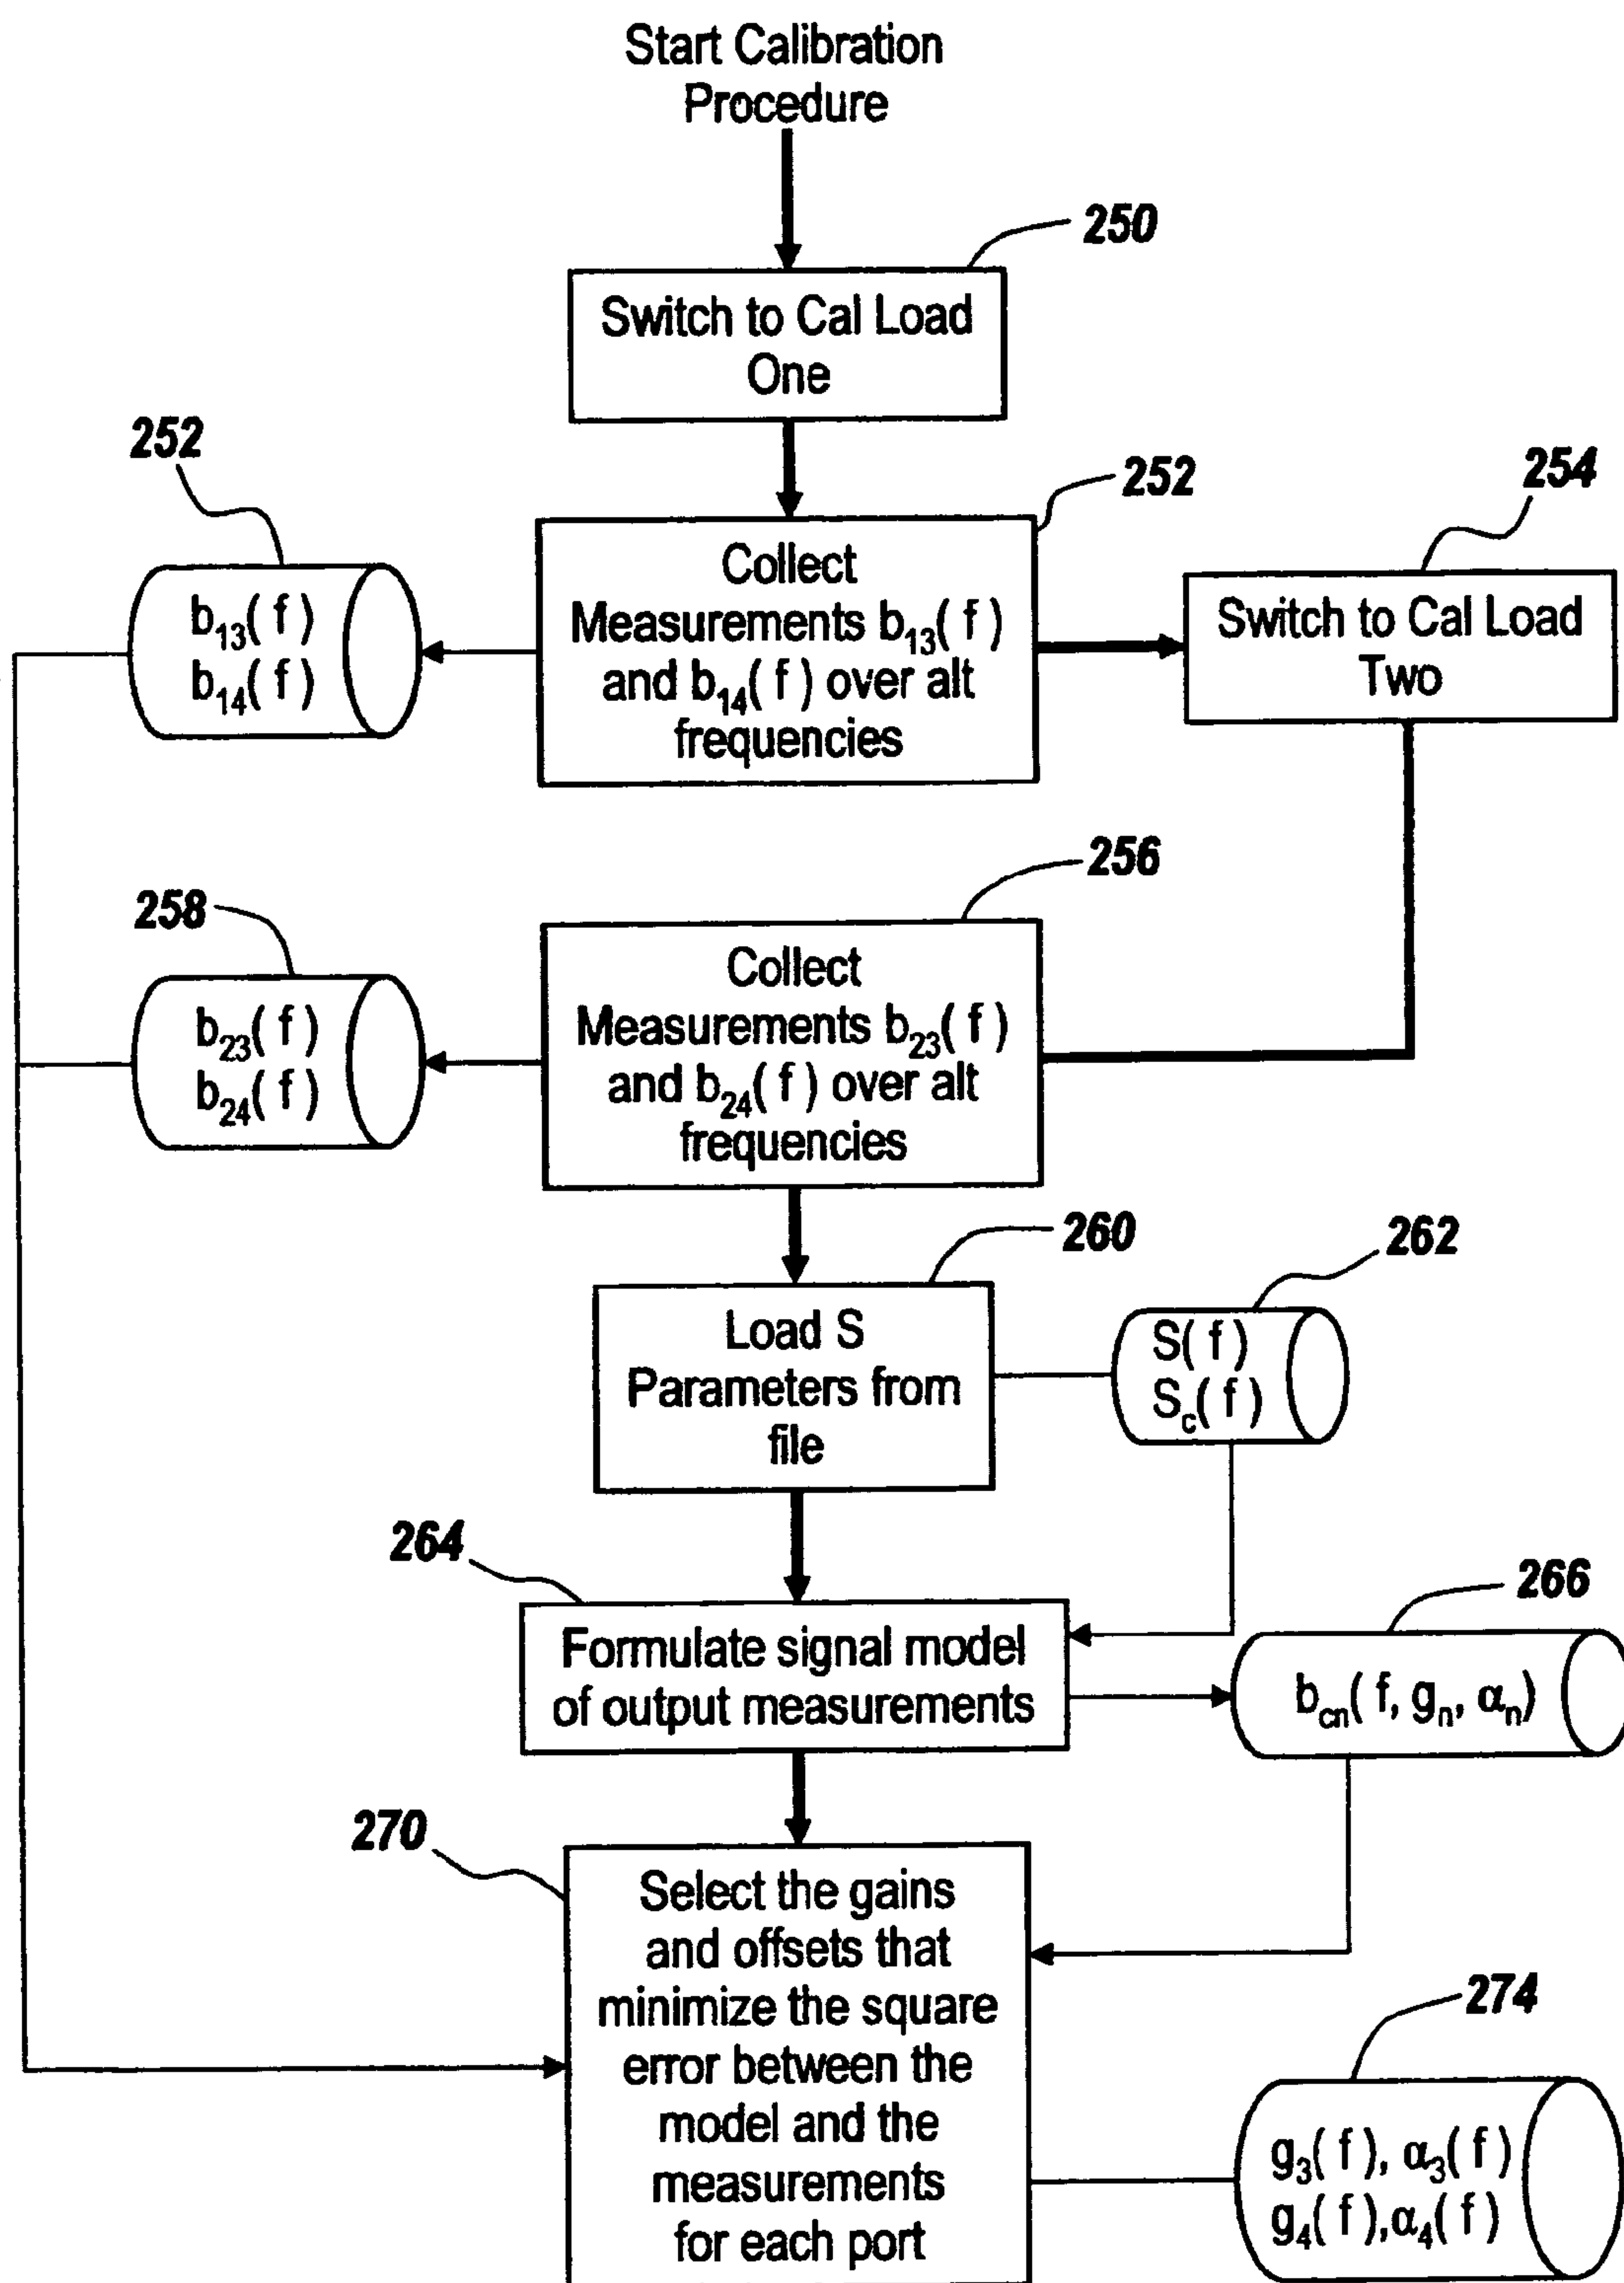 Start Calibration
Procedure
250
Switch to Cal Load
One
252
252
254
b₁₃( f )
b₁₄( f )
Collect
Measurements b₁₃( f )
and b₁₄( f ) over alt
frequencies
Switch to Cal Load
Two
256
258
b₂₃( f )
b₂₄( f )
Collect
Measurements b₂₃( f )
and b₂₄( f ) over alt
frequencies
260
262
Load S
Parameters from
file
S( f )
S_c( f )
264
266
Formulate signal model
of output measurements
b_cn( f, g_n, α_n)
270
Select the gains
and offsets that
minimize the square
error between the
model and the
measurements
for each port
274
g₃( f ), α₃( f )
g₄( f ),α₄( f )